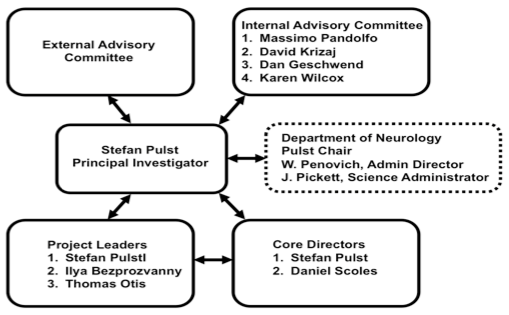 External Advisory
Committee
Internal Advisory Committee
1. Massimo Pandolfo
2. David Krizaj
3. Dan Geschwend
4. Karen Wilcox
Stefan Pulst
Principal Investigator
Department of Neurology
Pulst Chair
W. Penovich, Admin Director
J. Pickett, Science Administrator
Project Leaders
1. Stefan Pulstl
2. Ilya Bezprozvanny
3. Thomas Otis
Core Directors
1. Stefan Pulst
2. Daniel Scoles